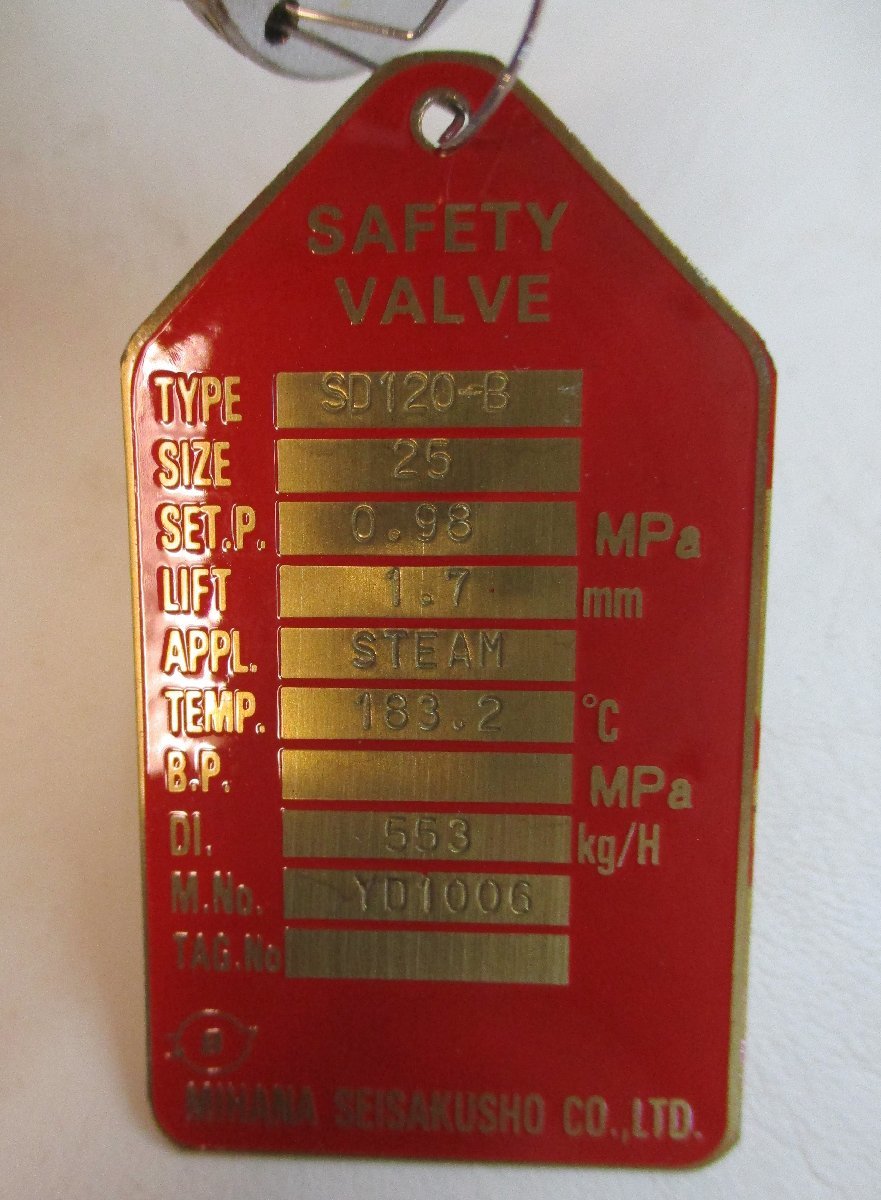 SAFETY
VALVE
TYPE SD120-B
SIZE 25
SET.P. 0.98 MPa
LIFT 1.7 mm
APPL. STEAM
TEMP. 183.2 °C
B.P. MPa
DI. 553 kg/H
M.No. YD1006
TAG.No
MIHANA SEISAKUSHO CO.,LTD.